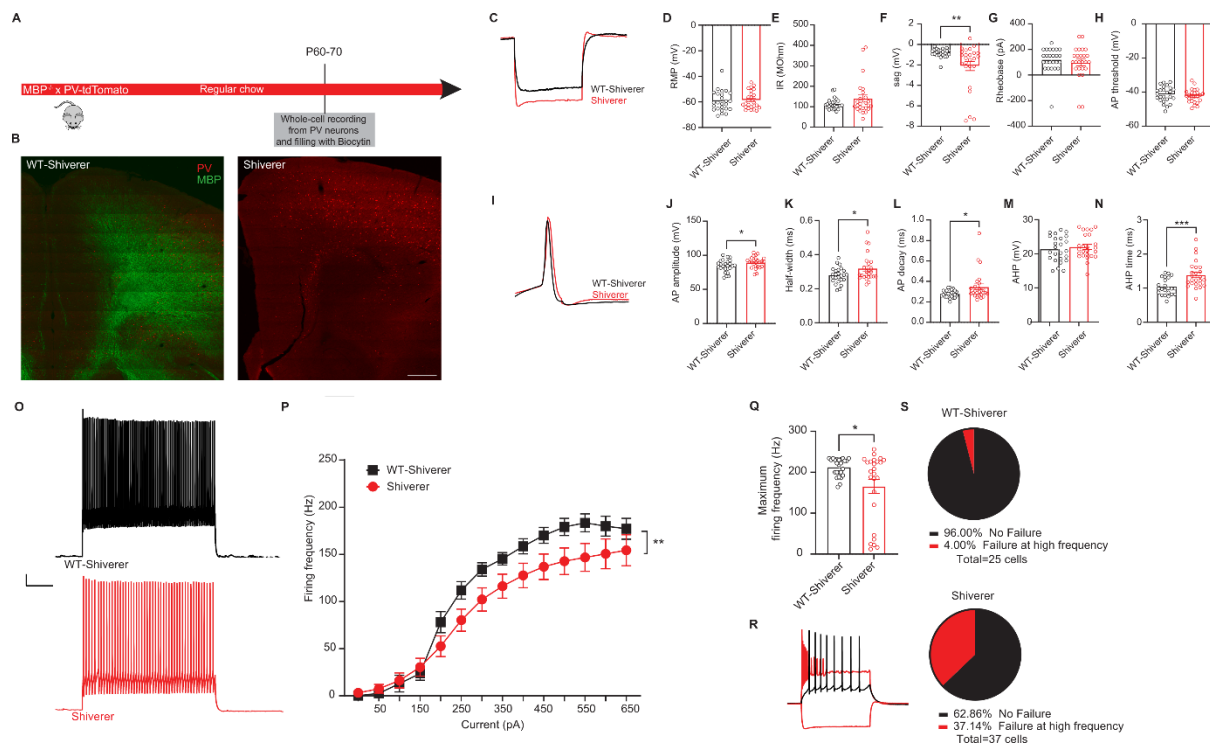 A
P60-70
MBP-/- x PV-tdTomato
Regular chow
Whole-cell recording
from PV neurons
and filling with Biocytin
B
WT-Shiverer
PV
MBP
Shiverer
C
WT-Shiverer
Shiverer
D
RMP (mV)
0
-20
-40
-60
-80
WT-Shiverer
Shiverer
E
IR (MOhm)
500
400
300
200
100
0
WT-Shiverer
Shiverer
F
**
sag (mV)
2
0
-2
-4
-6
-8
WT-Shiverer
Shiverer
G
Rheobase (pA)
400
200
0
-200
-400
WT-Shiverer
Shiverer
H
AP threshold (mV)
0
-20
-40
-60
WT-Shiverer
Shiverer
I
WT-Shiverer
Shiverer
J
*
AP amplitude (mV)
200
150
100
50
0
WT-Shiverer
Shiverer
K
*
Half-width (ms)
0.6
0.4
0.2
0.0
WT-Shiverer
Shiverer
L
*
AP decay (ms)
1.0
0.8
0.6
0.4
0.2
0.0
WT-Shiverer
Shiverer
M
AHP (mV)
30
20
10
0
WT-Shiverer
Shiverer
N
***
AHP time (ms)
3
2
1
0
WT-Shiverer
Shiverer
O
WT-Shiverer
Shiverer
P
WT-Shiverer
Shiverer
**
Firing frequency (Hz)
250
200
150
100
50
0
50
150
250
350
450
550
650
Current (pA)
Q
*
Maximum
firing frequency (Hz)
300
200
100
0
WT-Shiverer
Shiverer
R
S
WT-Shiverer
96.00% No Failure
4.00% Failure at high frequency
Total=25 cells
Shiverer
62.86% No Failure
37.14% Failure at high frequency
Total=37 cells